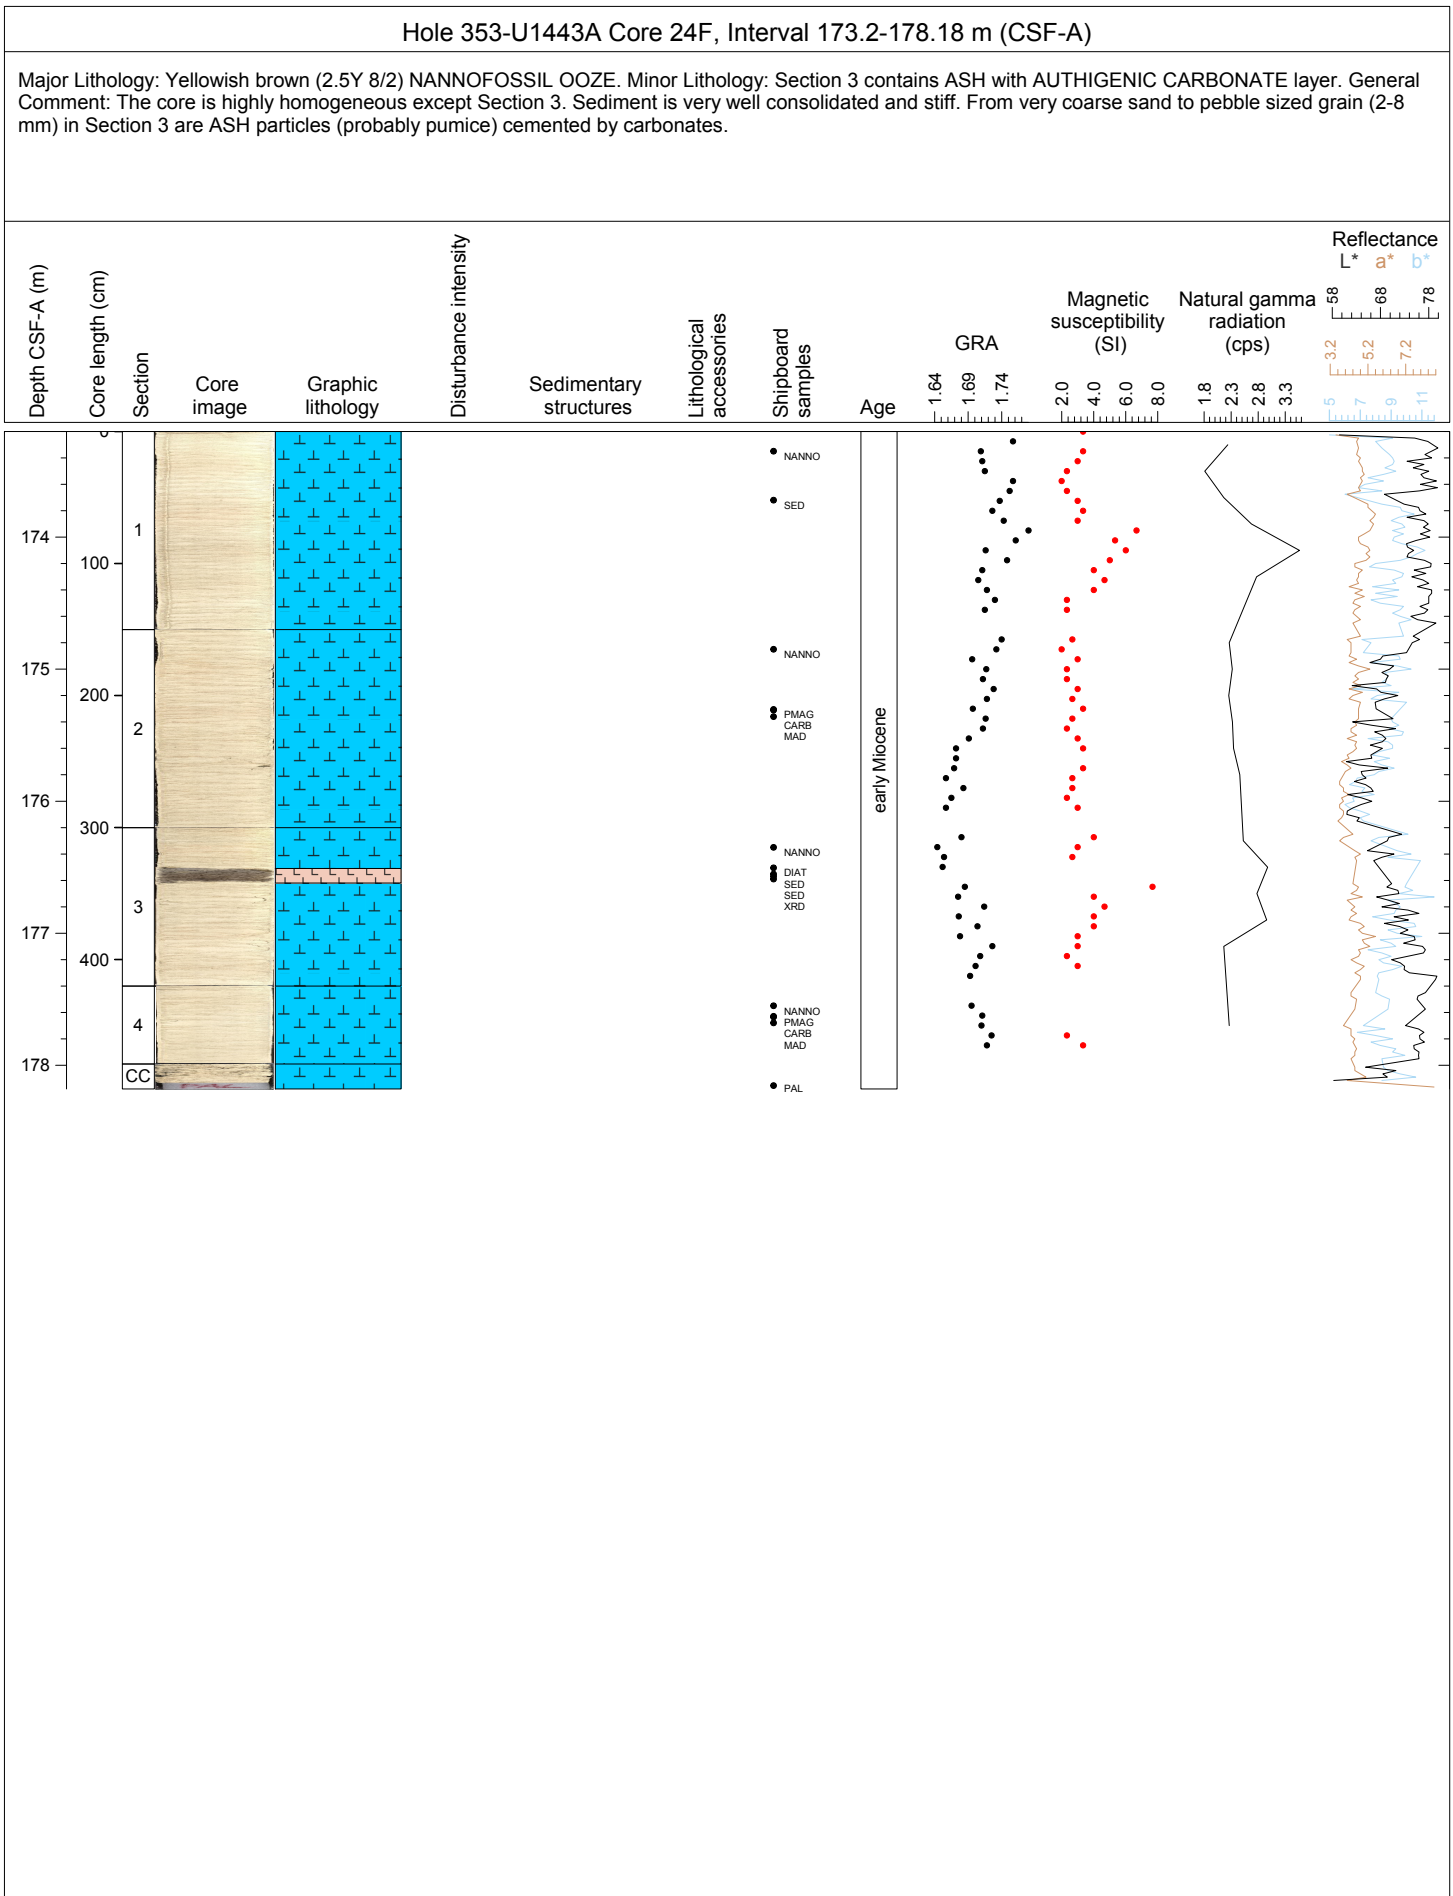 Hole 353-U1443A Core 24F, Interval 173.2-178.18 m (CSF-A)
Major Lithology: Yellowish brown (2.5Y 8/2) NANNOFOSSIL OOZE. Minor Lithology: Section 3 contains ASH with AUTHIGENIC CARBONATE layer. General
Comment: The core is highly homogeneous except Section 3. Sediment is very well consolidated and stiff. From very coarse sand to pebble sized grain (2-8
mm) in Section 3 are ASH particles (probably pumice) cemented by carbonates.
Depth CSF-A (m)
Core length (cm)
Section
Core
image
Graphic
lithology
Disturbance intensity
Sedimentary
structures
Lithological
accessories
Shipboard
samples
Age
GRA
1.64 1.69 1.74
Magnetic
susceptibility
(SI)
2.0 4.0 6.0 8.0
Natural gamma
radiation
(cps)
1.8 2.3 2.8 3.3
Reflectance
L* a* b*
58 68 78
3.2 5.2 7.2
5 7 9 11
0
174
100
175
200
176
300
177
400
178
1
2
3
4
CC
NANNO
SED
NANNO
PMAG
CARB
MAD
NANNO
DIAT
SED
SED
XRD
NANNO
PMAG
CARB
MAD
PAL
early Miocene